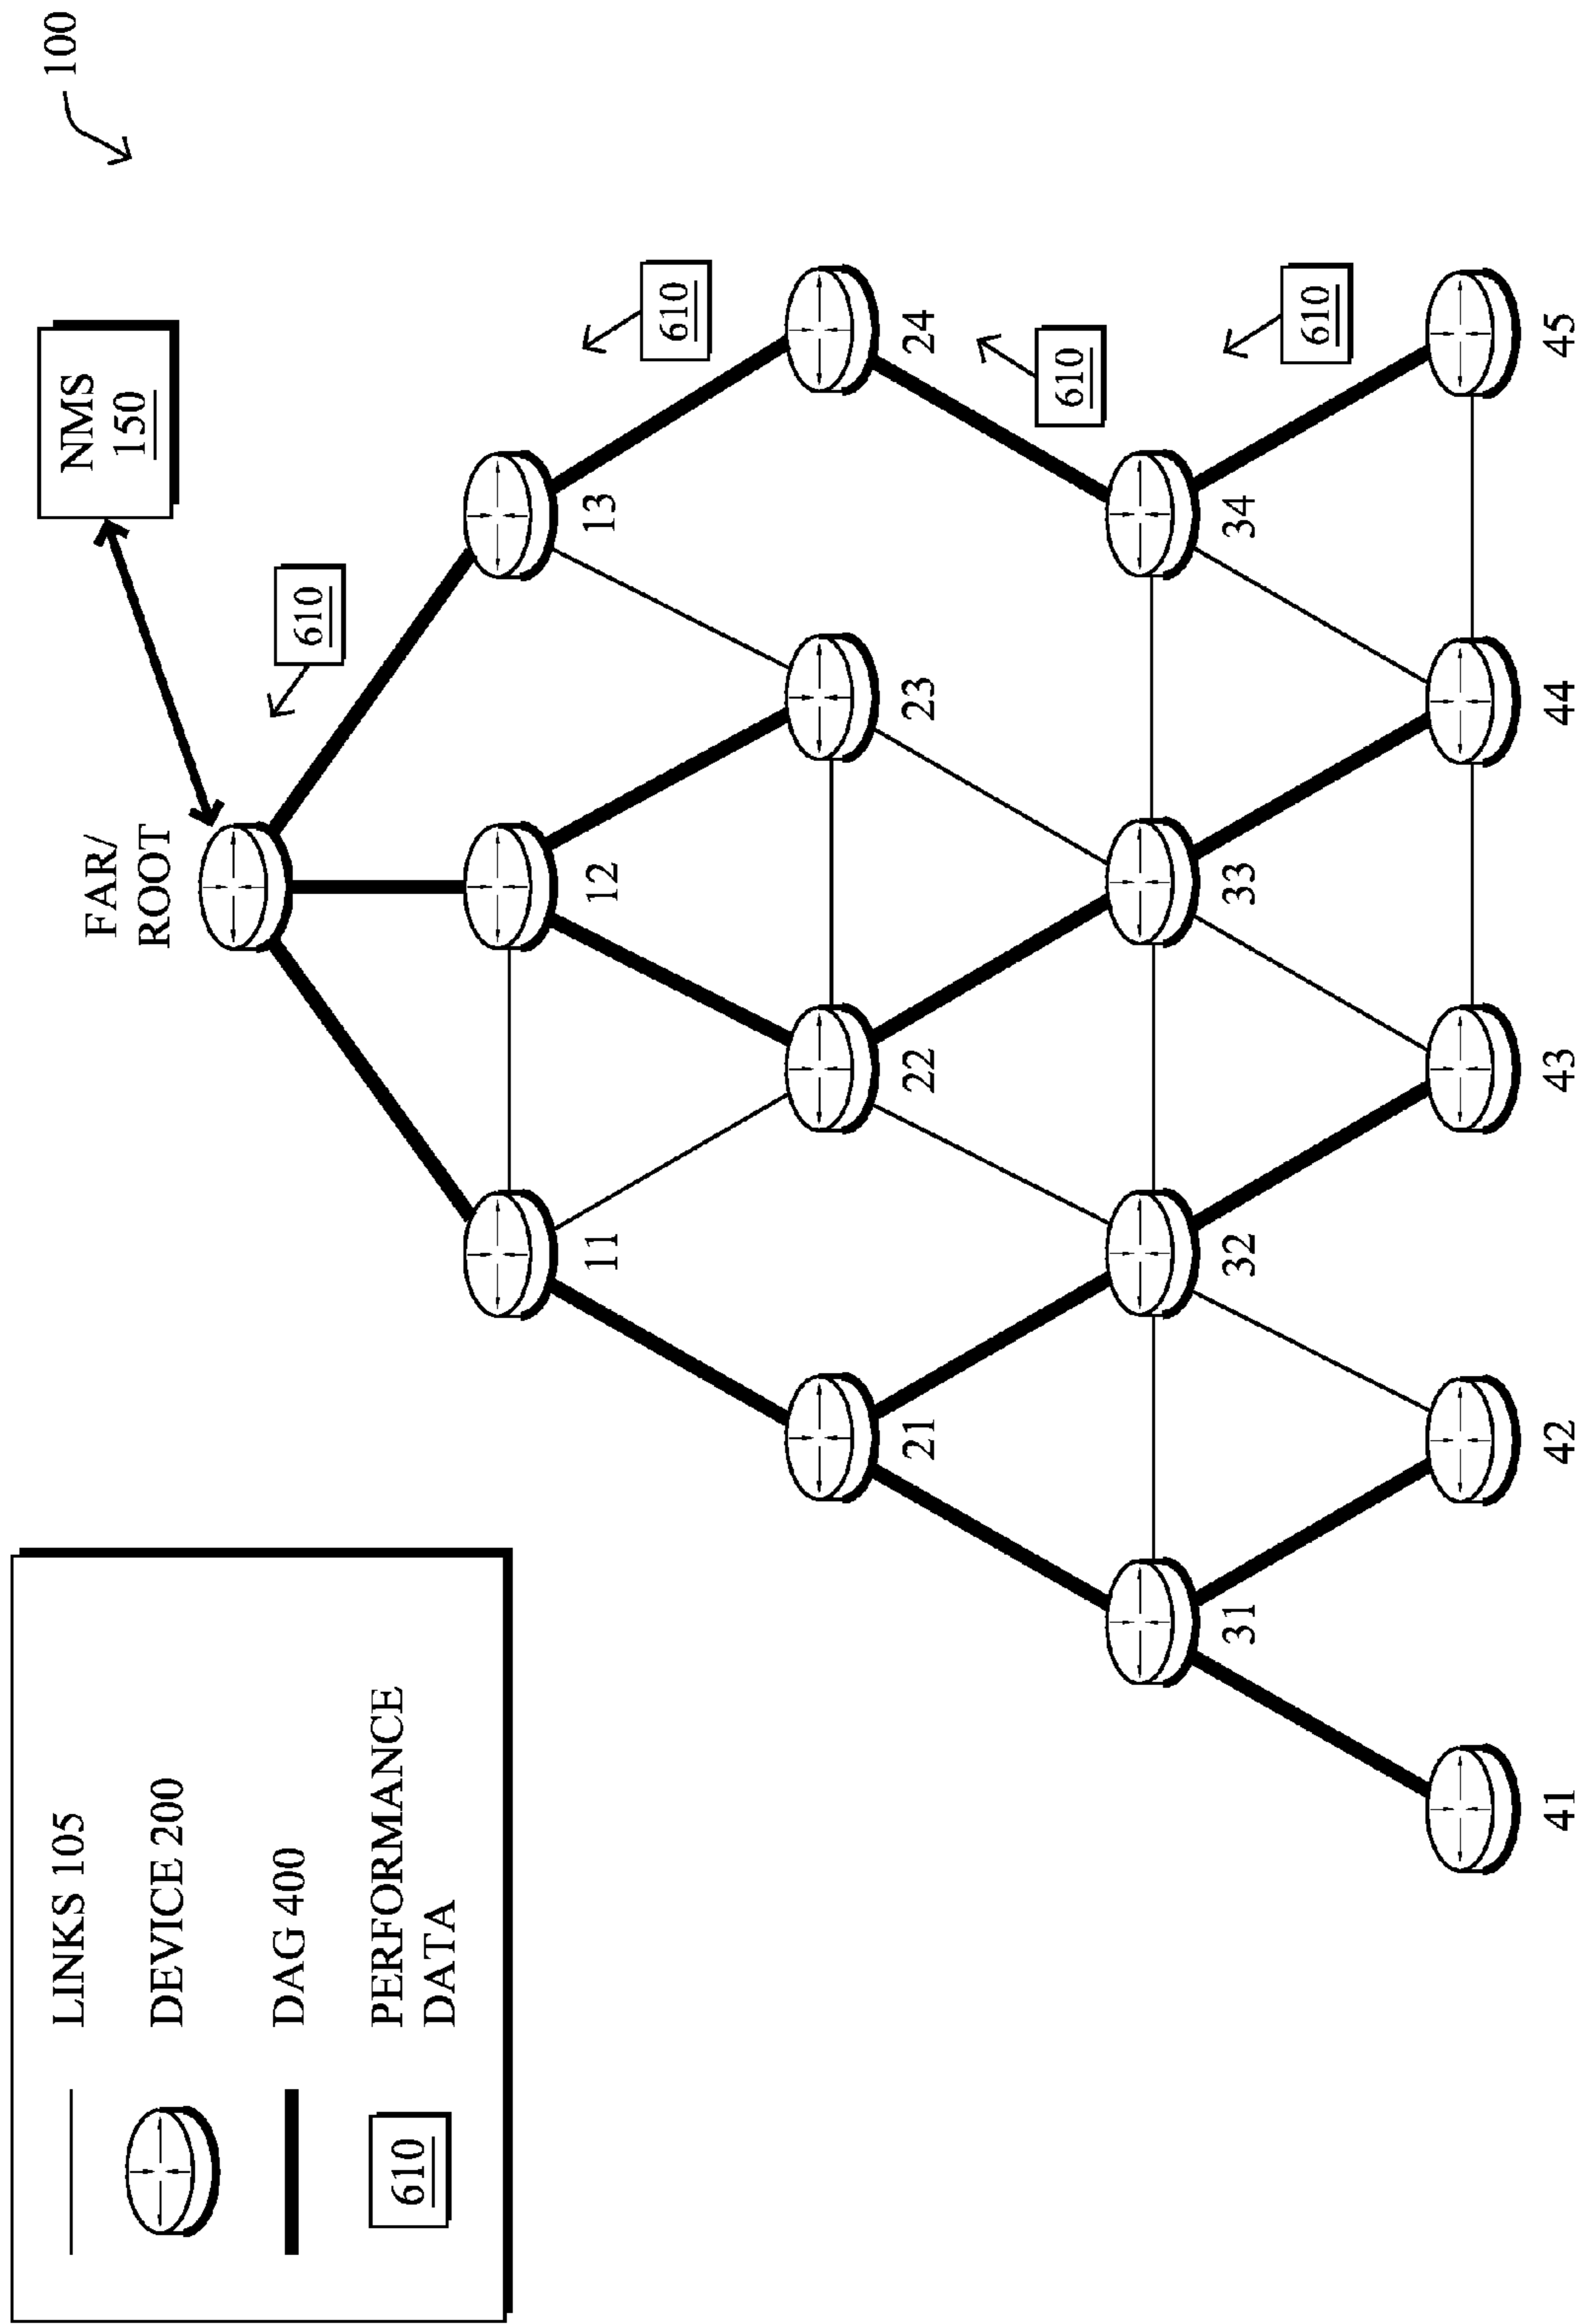 LINKS 105
DEVICE 200
DAG 400
610
PERFORMANCE
DATA
100
NMS
150
FAR/
ROOT
610
11
12
13
610
21
22
23
24
610
31
32
33
34
610
41
42
43
44
45